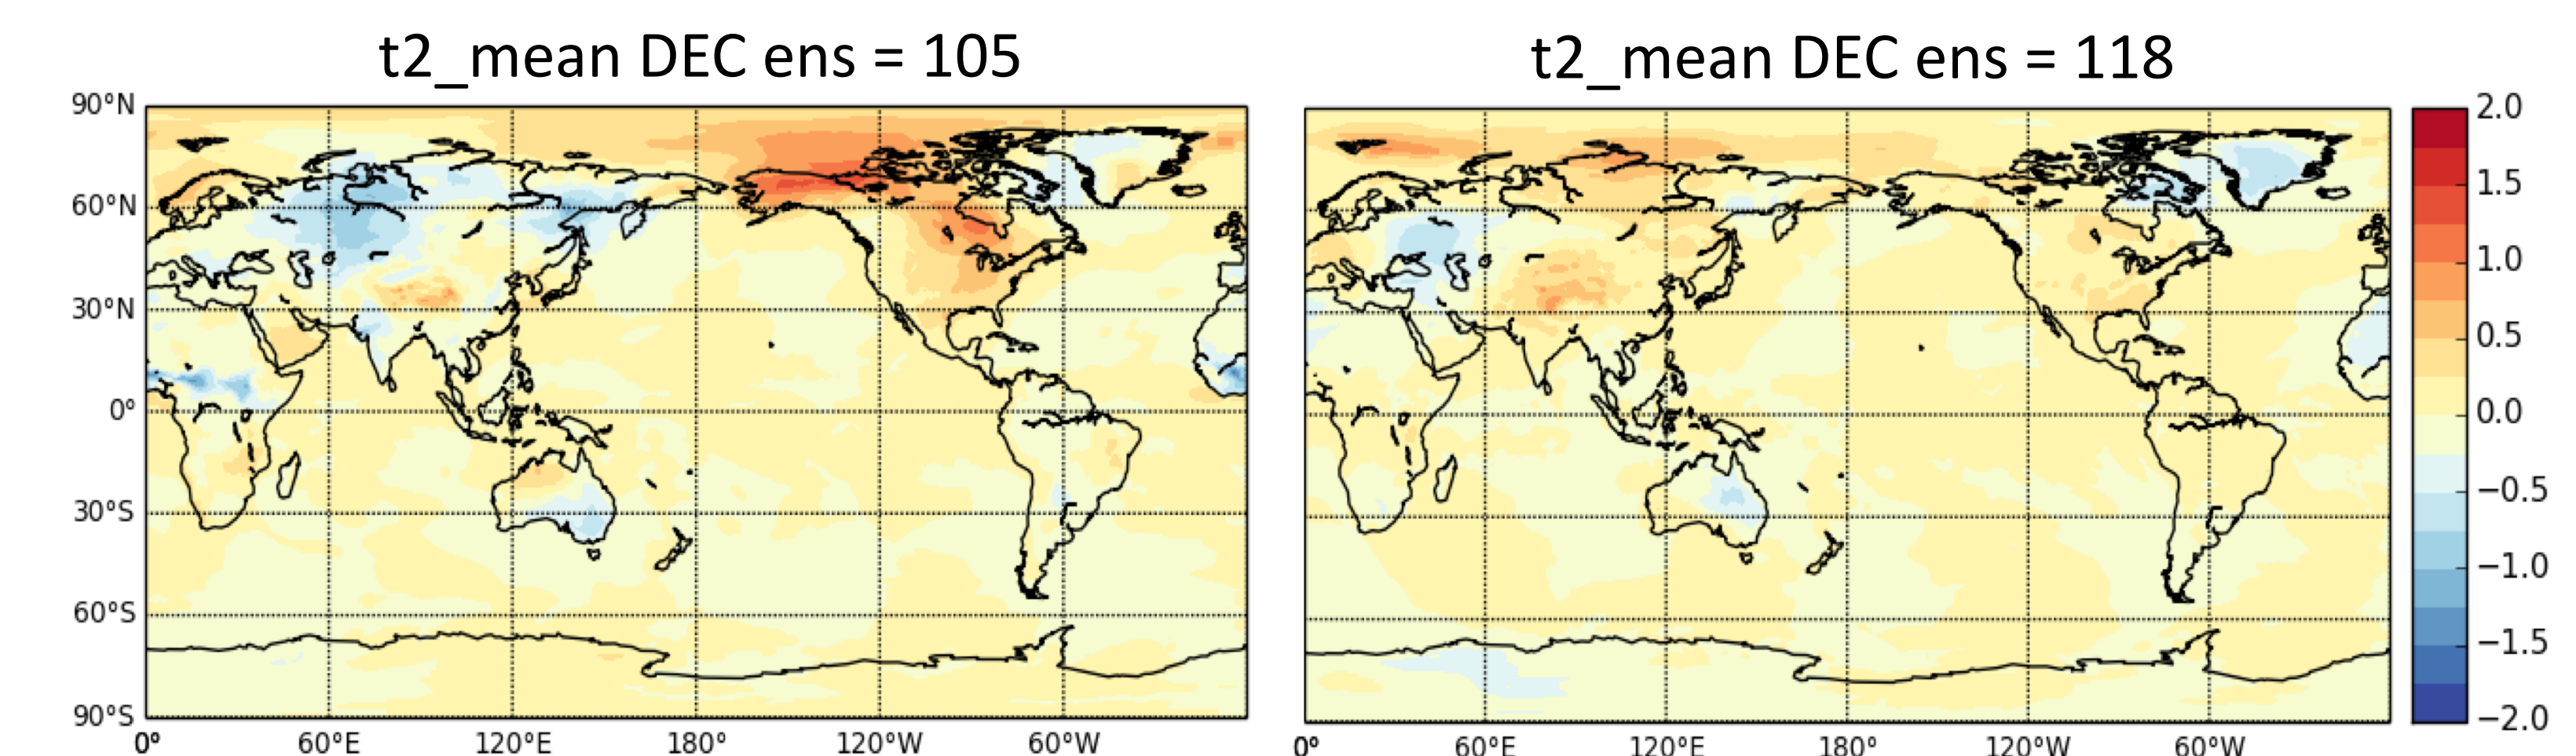 t2_mean DEC ens = 105
t2_mean DEC ens = 118
90°N
60°N
30°N
0°
30°S
60°S
90°S
0° 60°E 120°E 180° 120°W 60°W
0° 60°E 120°E 180° 120°W 60°W
2.0
1.5
1.0
0.5
0.0
−0.5
−1.0
−1.5
−2.0